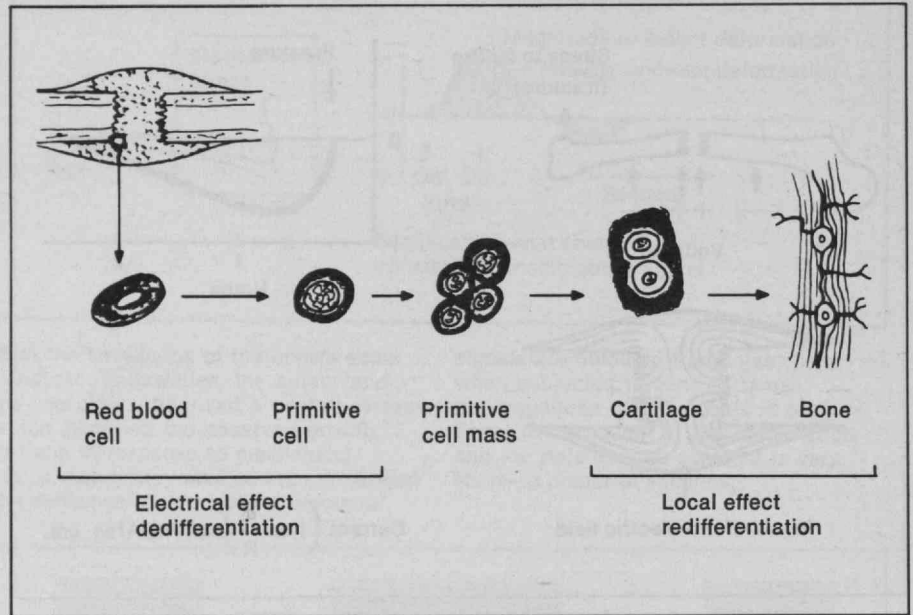 Red blood
cell
Primitive
cell
Primitive
cell mass
Cartilage
Bone
Electrical effect
dedifferentiation
Local effect
redifferentiation